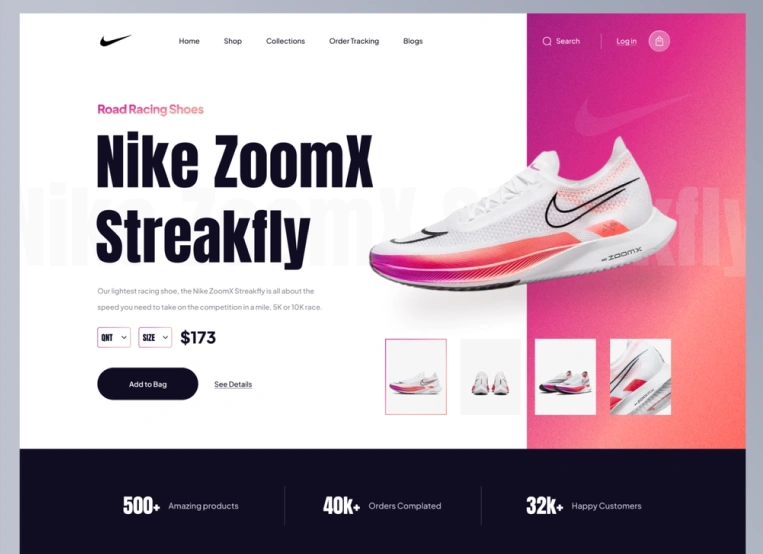 Home Shop Collections Order Tracking Blogs Search Log in
Road Racing Shoes
Nike ZoomX
Streakfly
Our lightest racing shoe, the Nike ZoomX Streakfly is all about the
speed you need to take on the competition in a mile, 5K or 10K race.
QNT SIZE $173
Add to Bag See Details
ZOOMX
500+ Amazing products 40k+ Orders Complated 32k+ Happy Customers